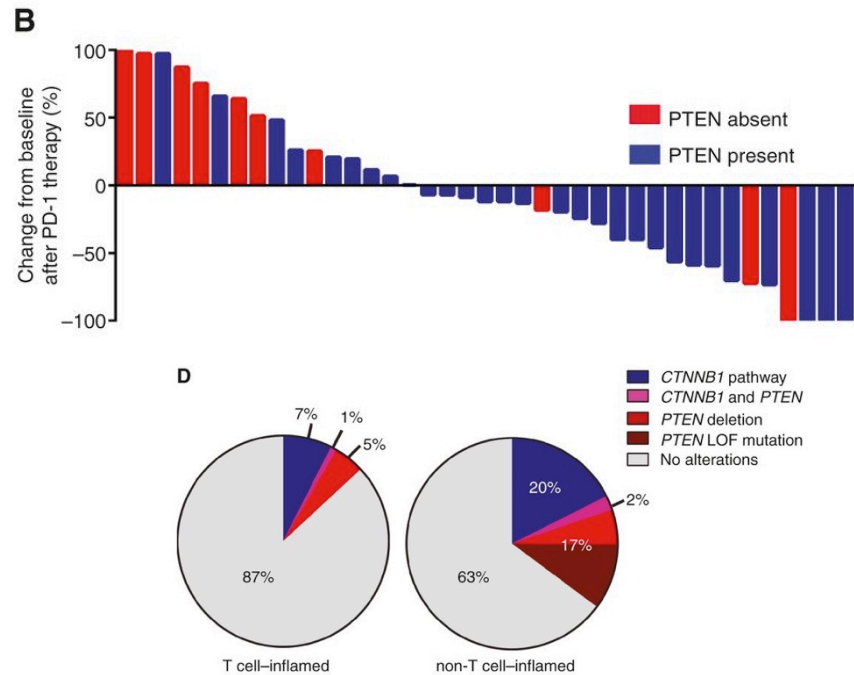 B
Change from baseline
after PD-1 therapy (%)
100
50
0
−50
−100
PTEN absent
PTEN present
D
CTNNB1 pathway
CTNNB1 and PTEN
PTEN deletion
PTEN LOF mutation
No alterations
7%
1%
5%
87%
T cell–inflamed
20%
2%
17%
63%
non-T cell–inflamed